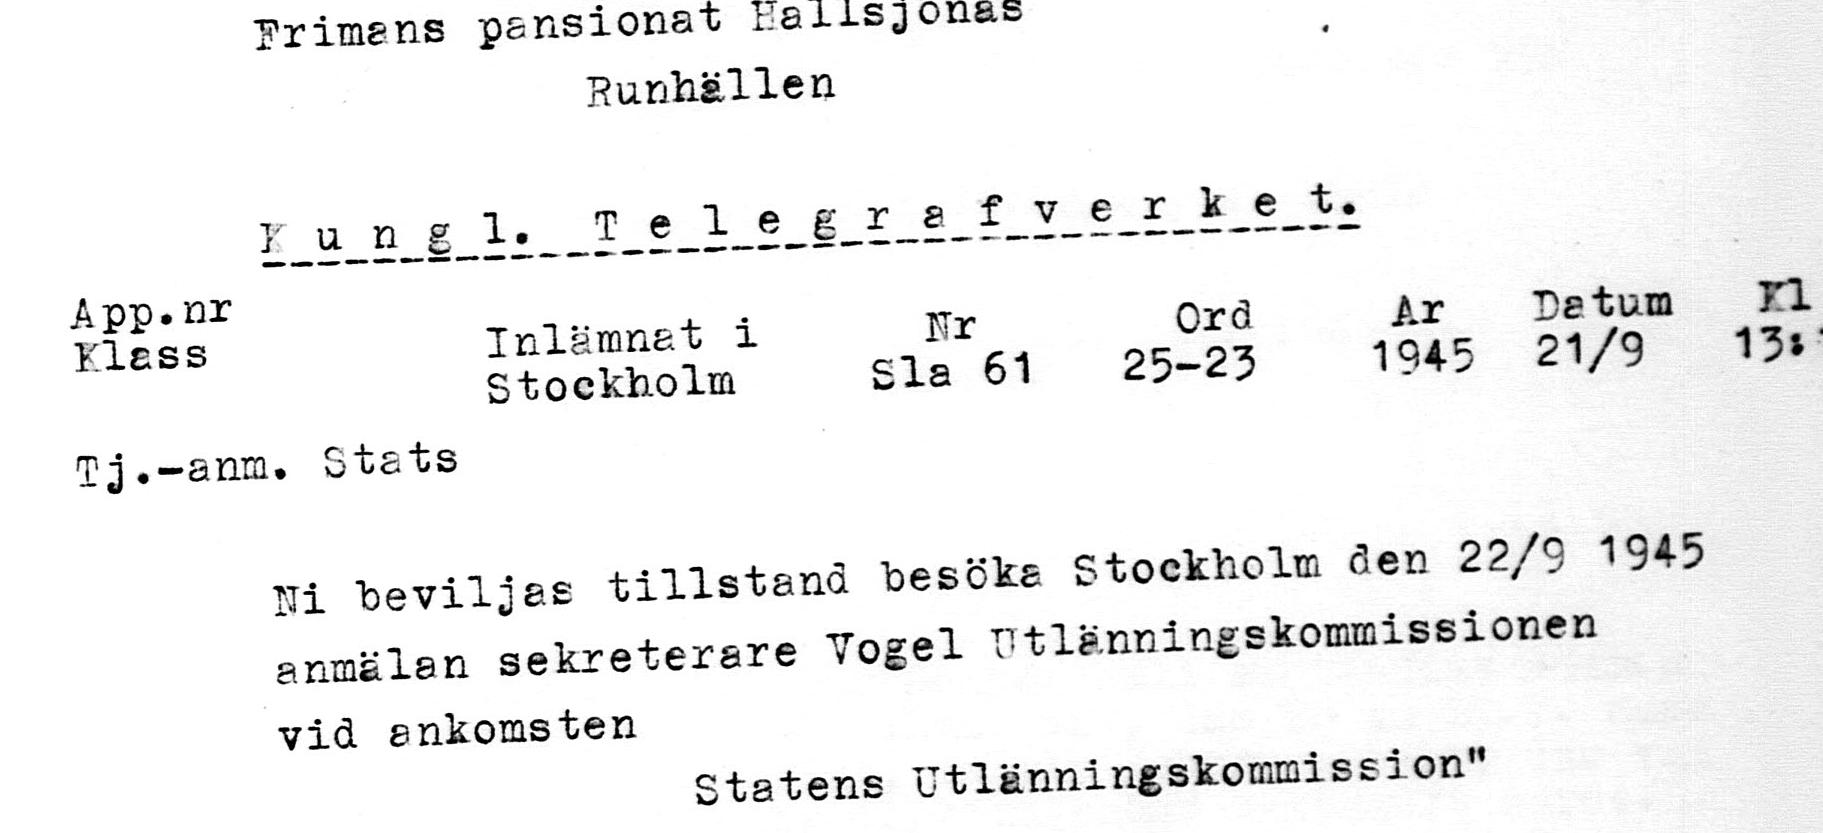 Frimans pansionat Hallsjönäs
Runhällen
Kungl. Telegrafverket.
App.nr
Klass
Inlämnat i Nr Ord Ar Datum Kl
Stockholm Sla 61 25-23 1945 21/9 13:
Tj.-anm. Stats
Ni beviljas tillstand besöka Stockholm den 22/9 1945
anmälan sekreterare Vogel Utlänningskommissionen
vid ankomsten
Statens Utlänningskommission"